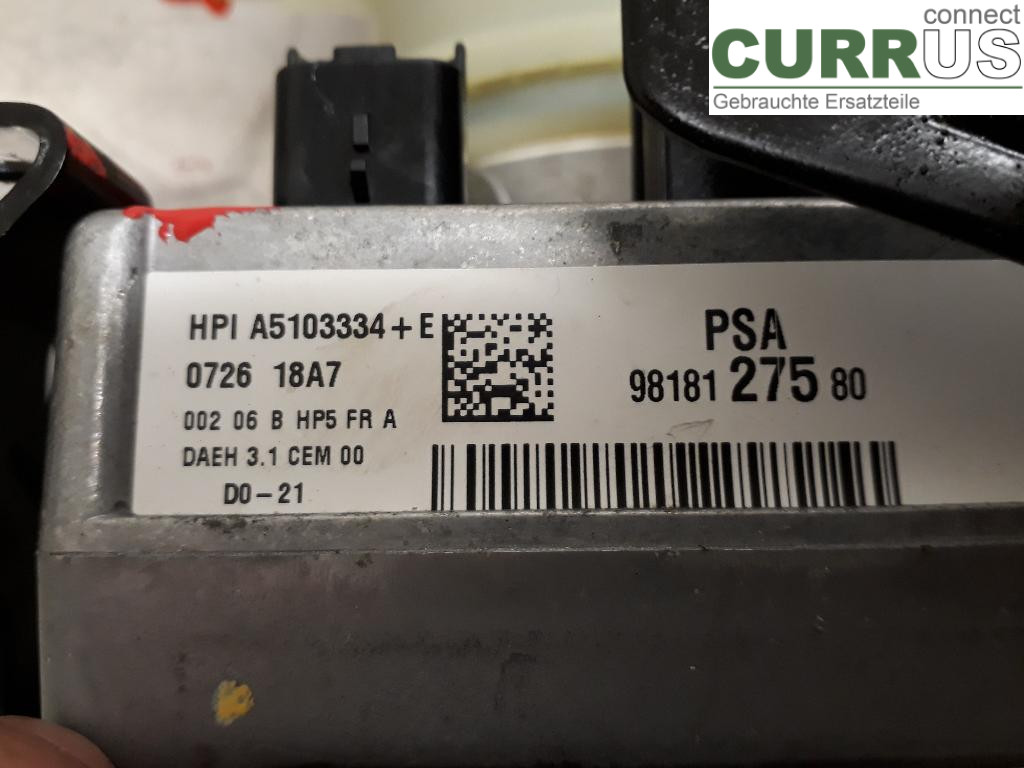 connect
CURRUS
Gebrauchte Ersatzteile
HPI A5103334+E
0726 18A7
002 06 B HP5 FR A
DAEH 3.1 CEM 00
D0-21
PSA
98181 275 80